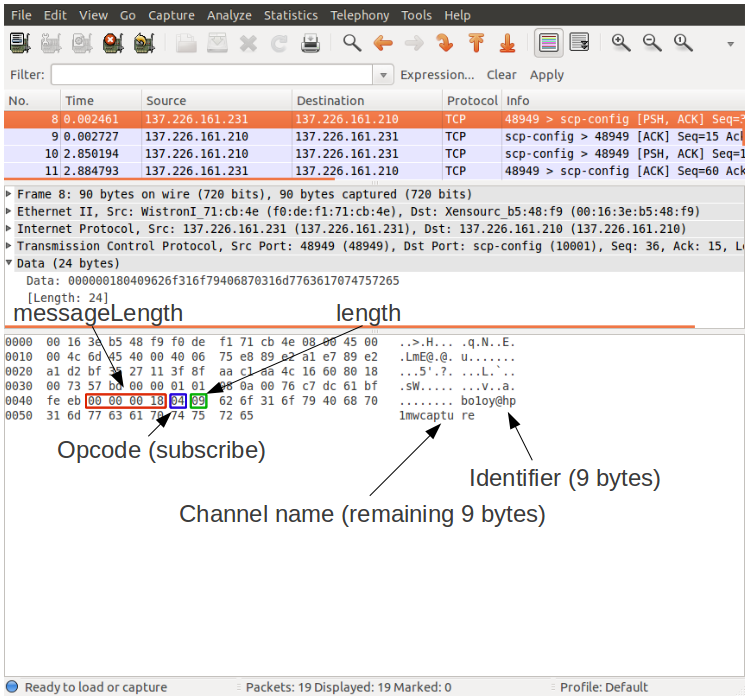 File Edit View Go Capture Analyze Statistics Telephony Tools Help
Filter: Expression... Clear Apply
No. Time Source Destination Protocol Info
8 0.002461 137.226.161.231 137.226.161.210 TCP 48949 > scp-config [PSH, ACK] Seq=3
9 0.002727 137.226.161.210 137.226.161.231 TCP scp-config > 48949 [ACK] Seq=15 Ack
10 2.850194 137.226.161.210 137.226.161.231 TCP scp-config > 48949 [PSH, ACK] Seq=1
11 2.884793 137.226.161.231 137.226.161.210 TCP 48949 > scp-config [ACK] Seq=60 Ack
Frame 8: 90 bytes on wire (720 bits), 90 bytes captured (720 bits)
Ethernet II, Src: WistronI_71:cb:4e (f0:de:f1:71:cb:4e), Dst: Xensourc_b5:48:f9 (00:16:3e:b5:48:f9)
Internet Protocol, Src: 137.226.161.231 (137.226.161.231), Dst: 137.226.161.210 (137.226.161.210)
Transmission Control Protocol, Src Port: 48949 (48949), Dst Port: scp-config (10001), Seq: 36, Ack: 15, Le
Data (24 bytes)
Data: 000000180409626f316f79406870316d7763617074757265
[Length: 24]
messageLength length
0000 00 16 3e b5 48 f9 f0 de f1 71 cb 4e 08 00 45 00 ..>.H... .q.N..E.
0010 00 4c 6d 45 40 00 40 06 75 e8 89 e2 a1 e7 89 e2 .LmE@.@. u.......
0020 a1 d2 bf 35 27 11 3f 8f aa c1 aa 4c 16 60 80 18 ...5'.?. ...L.`..
0030 00 73 57 bd 00 00 01 01 08 0a 00 76 c7 dc 61 bf .sW..... ...v..a.
0040 fe eb 00 00 00 18 04 09 62 6f 31 6f 79 40 68 70 ........ bo1oy@hp
0050 31 6d 77 63 61 70 74 75 72 65 1mwcaptu re
Opcode (subscribe)
Identifier (9 bytes)
Channel name (remaining 9 bytes)
Ready to load or capture Packets: 19 Displayed: 19 Marked: 0 Profile: Default